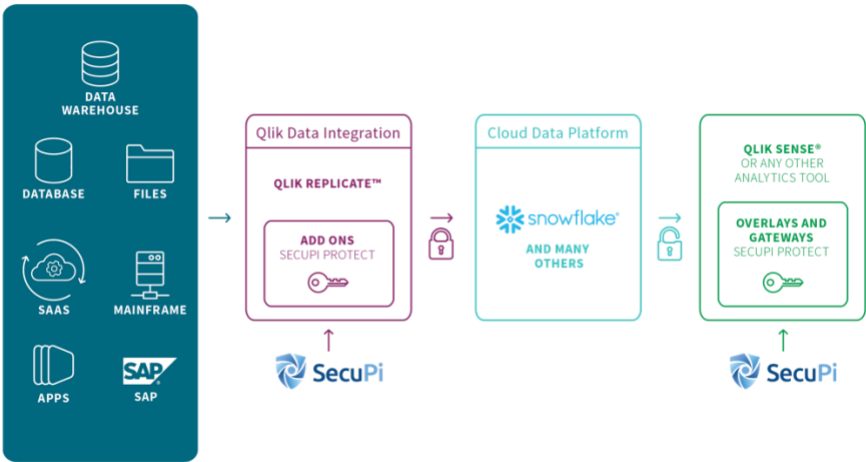 DATA
WAREHOUSE
DATABASE
FILES
SAAS
MAINFRAME
APPS
SAP
SAP
Qlik Data Integration
QLIK REPLICATE™
ADD ONS
SECUPI PROTECT
SecuPi
Cloud Data Platform
snowflake®
AND MANY
OTHERS
QLIK SENSE®
OR ANY OTHER
ANALYTICS TOOL
OVERLAYS AND
GATEWAYS
SECUPI PROTECT
SecuPi